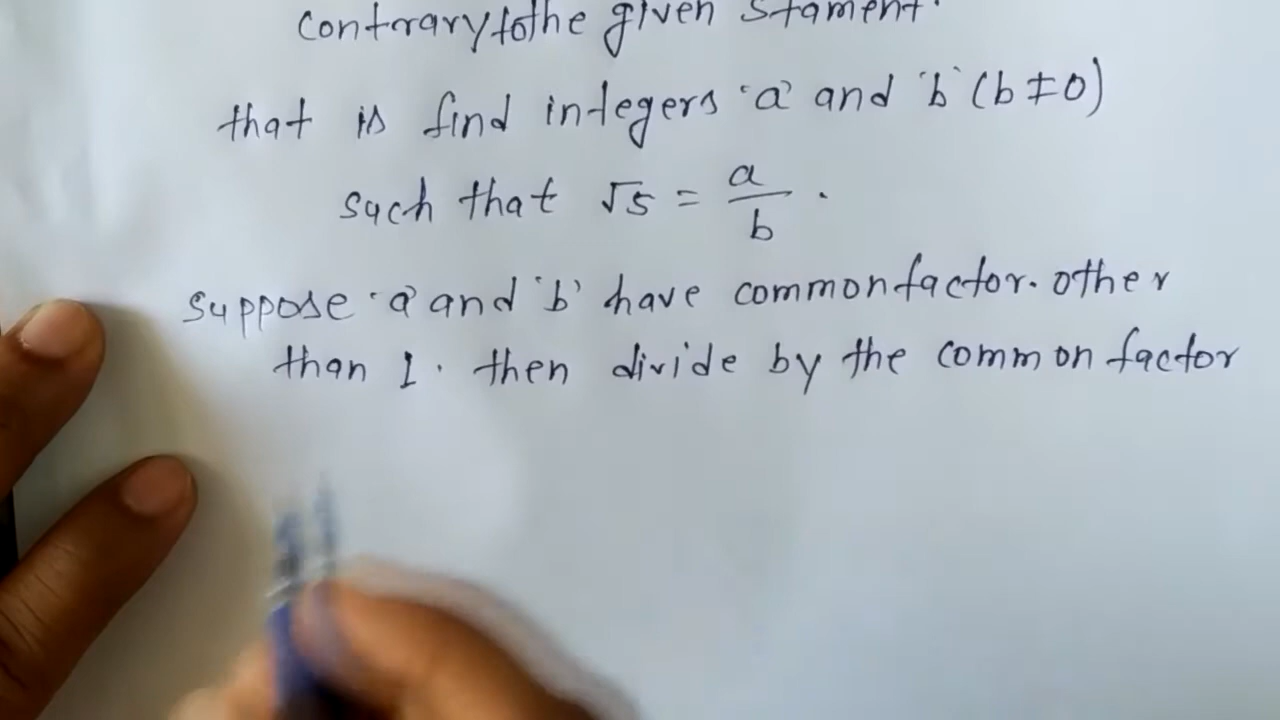 contrary to the given stament.
that is find integers 'a' and 'b' (b≠0)
such that √5 = a/b .
suppose 'a' and 'b' have common factor. other
than 1. then divide by the common factor